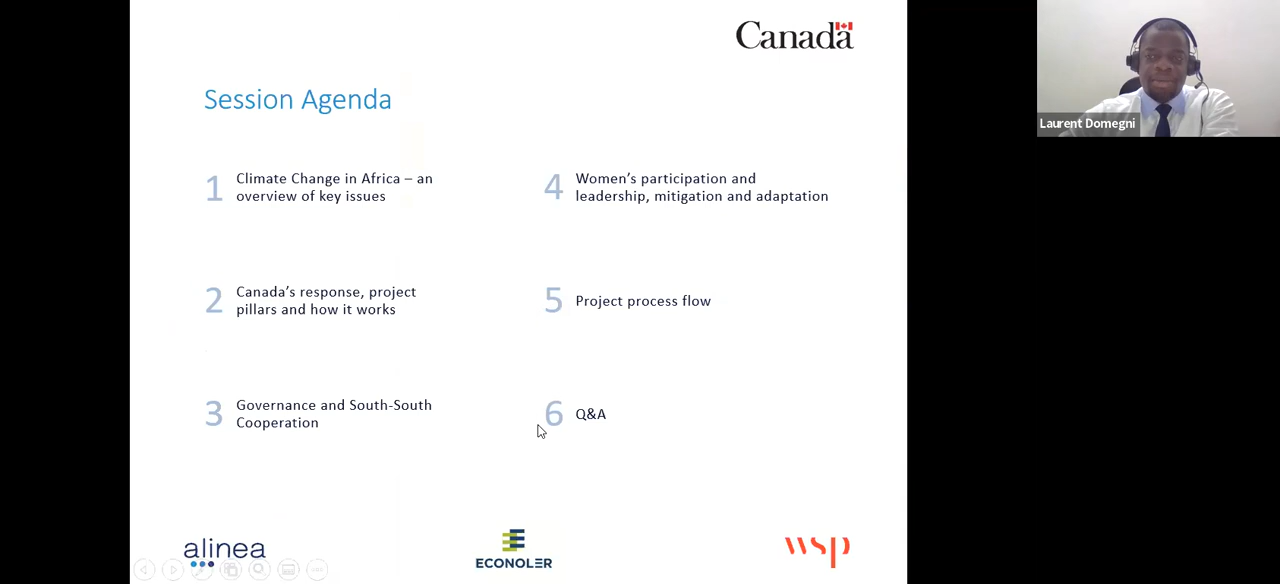 Canada
Laurent Domegni
Session Agenda
1
Climate Change in Africa – an
overview of key issues
2
Canada's response, project
pillars and how it works
3
Governance and South-South
Cooperation
4
Women's participation and
leadership, mitigation and adaptation
5
Project process flow
6
Q&A
alinea
ECONOLER
wsp